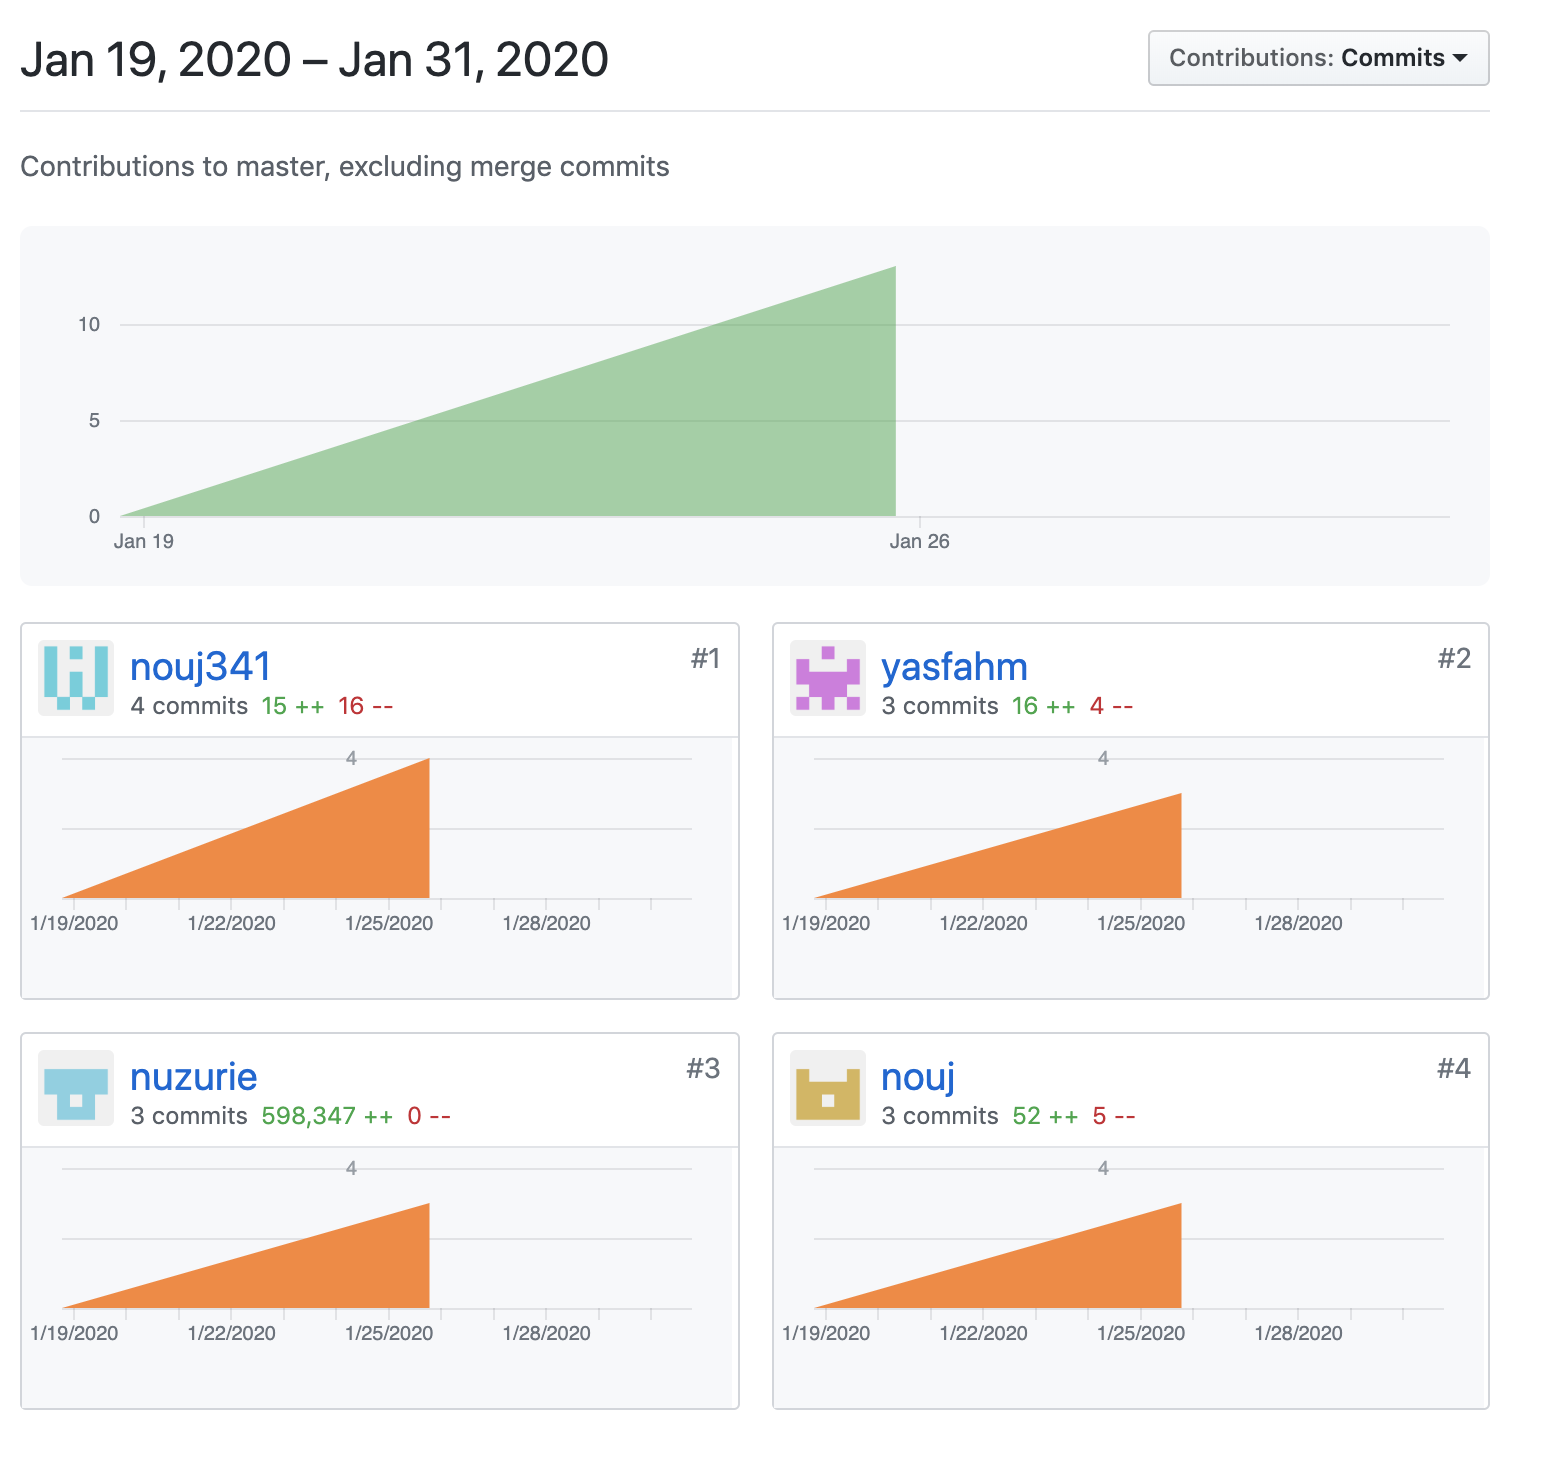 Jan 19, 2020 – Jan 31, 2020
Contributions: Commits
Contributions to master, excluding merge commits
10
5
0
Jan 19 Jan 26
nouj341 #1
4 commits 15 ++ 16 --
4
1/19/2020 1/22/2020 1/25/2020 1/28/2020
yasfahm #2
3 commits 16 ++ 4 --
4
1/19/2020 1/22/2020 1/25/2020 1/28/2020
nuzurie #3
3 commits 598,347 ++ 0 --
4
1/19/2020 1/22/2020 1/25/2020 1/28/2020
nouj #4
3 commits 52 ++ 5 --
4
1/19/2020 1/22/2020 1/25/2020 1/28/2020